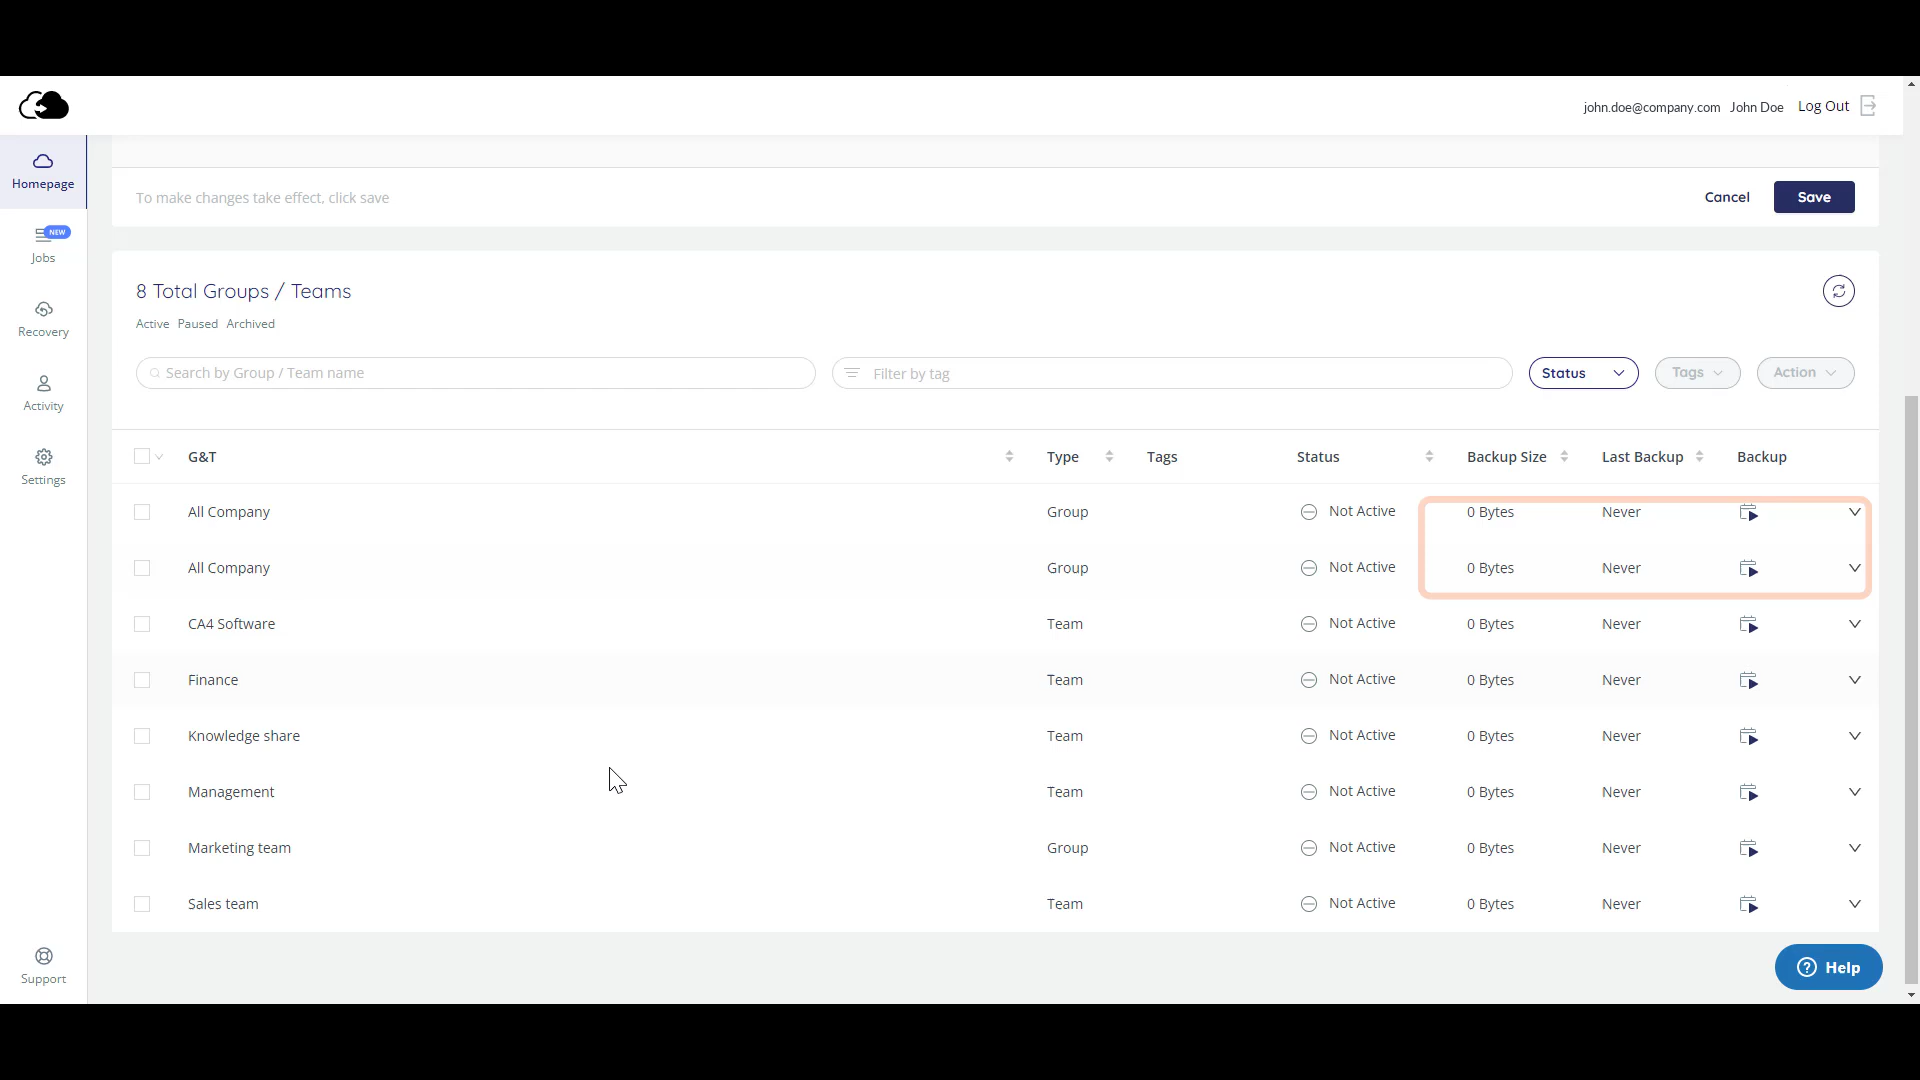 john.doe@company.com John Doe Log Out
Homepage
NEW
Jobs
Recovery
Activity
Settings
Support
To make changes take effect, click save
Cancel
Save
8 Total Groups / Teams
Active Paused Archived
Search by Group / Team name
Filter by tag
Status
Tags
Action
G&T Type Tags Status Backup Size Last Backup Backup
All Company Group Not Active 0 Bytes Never
All Company Group Not Active 0 Bytes Never
CA4 Software Team Not Active 0 Bytes Never
Finance Team Not Active 0 Bytes Never
Knowledge share Team Not Active 0 Bytes Never
Management Team Not Active 0 Bytes Never
Marketing team Group Not Active 0 Bytes Never
Sales team Team Not Active 0 Bytes Never
? Help